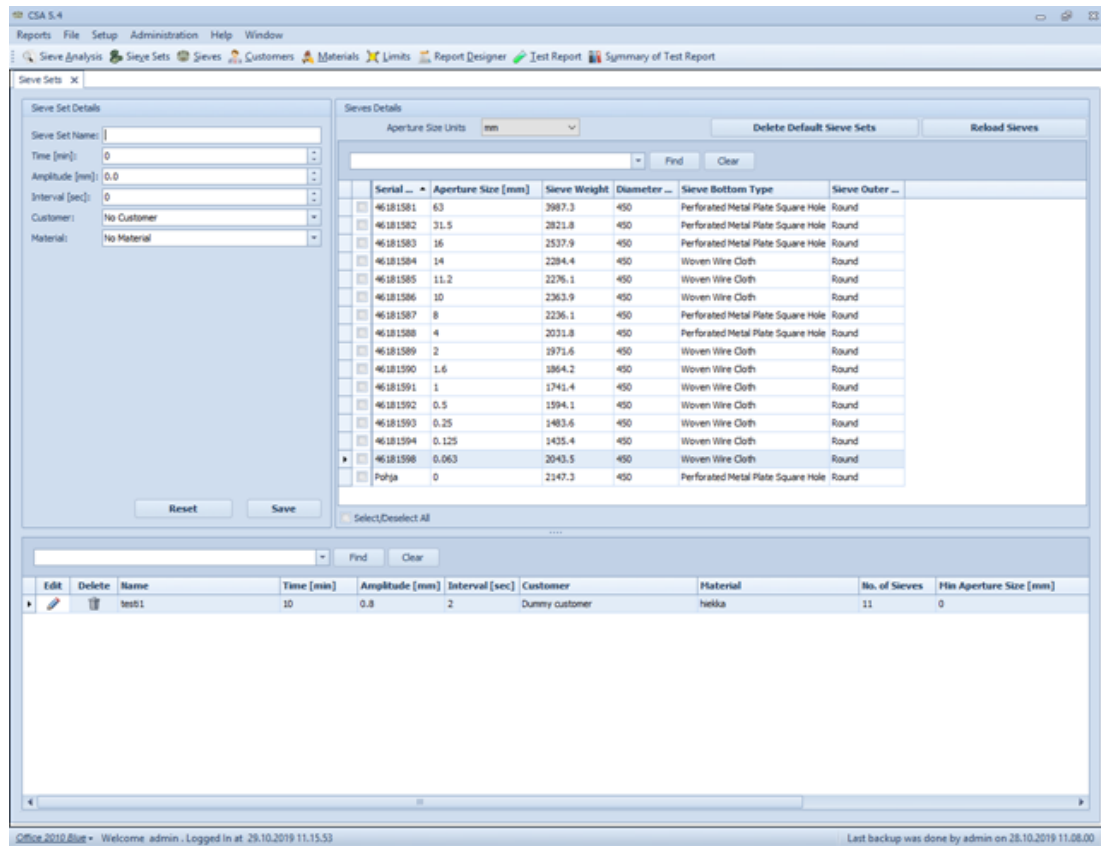 CSA 5.4
Reports File Setup Administration Help Window
Sieve Analysis Sieve Sets Sieves Customers Materials Limits Report Designer Test Report Summary of Test Report
Sieve Sets
Sieve Set Details
Sieve Set Name:
Time [min]: 0
Amplitude [mm]: 0.0
Interval [sec]: 0
Customer: No Customer
Material: No Material
Reset Save
Sieves Details
Aperture Size Units mm Delete Default Sieve Sets Reload Sieves
Find Clear
Serial ... Aperture Size [mm] Sieve Weight Diameter ... Sieve Bottom Type Sieve Outer ...
46181581 63 3987.3 450 Perforated Metal Plate Square Hole Round
46181582 31.5 2821.8 450 Perforated Metal Plate Square Hole Round
46181583 16 2537.9 450 Perforated Metal Plate Square Hole Round
46181584 14 2284.4 450 Woven Wire Cloth Round
46181585 11.2 2276.1 450 Woven Wire Cloth Round
46181586 10 2363.9 450 Woven Wire Cloth Round
46181587 8 2236.1 450 Perforated Metal Plate Square Hole Round
46181588 4 2031.8 450 Perforated Metal Plate Square Hole Round
46181589 2 1971.6 450 Woven Wire Cloth Round
46181590 1.6 1864.2 450 Woven Wire Cloth Round
46181591 1 1741.4 450 Woven Wire Cloth Round
46181592 0.5 1594.1 450 Woven Wire Cloth Round
46181593 0.25 1483.6 450 Woven Wire Cloth Round
46181594 0.125 1435.4 450 Woven Wire Cloth Round
46181598 0.063 2043.5 450 Woven Wire Cloth Round
Pohja 0 2147.3 450 Perforated Metal Plate Square Hole Round
Select/Deselect All
Find Clear
Edit Delete Name Time [min] Amplitude [mm] Interval [sec] Customer Material No. of Sieves Min Aperture Size [mm]
testi1 10 0.8 2 Dummy customer hiekka 11 0
Office 2010 Blue Welcome admin . Logged In at 29.10.2019 11.15.53 Last backup was done by admin on 28.10.2019 11.08.00